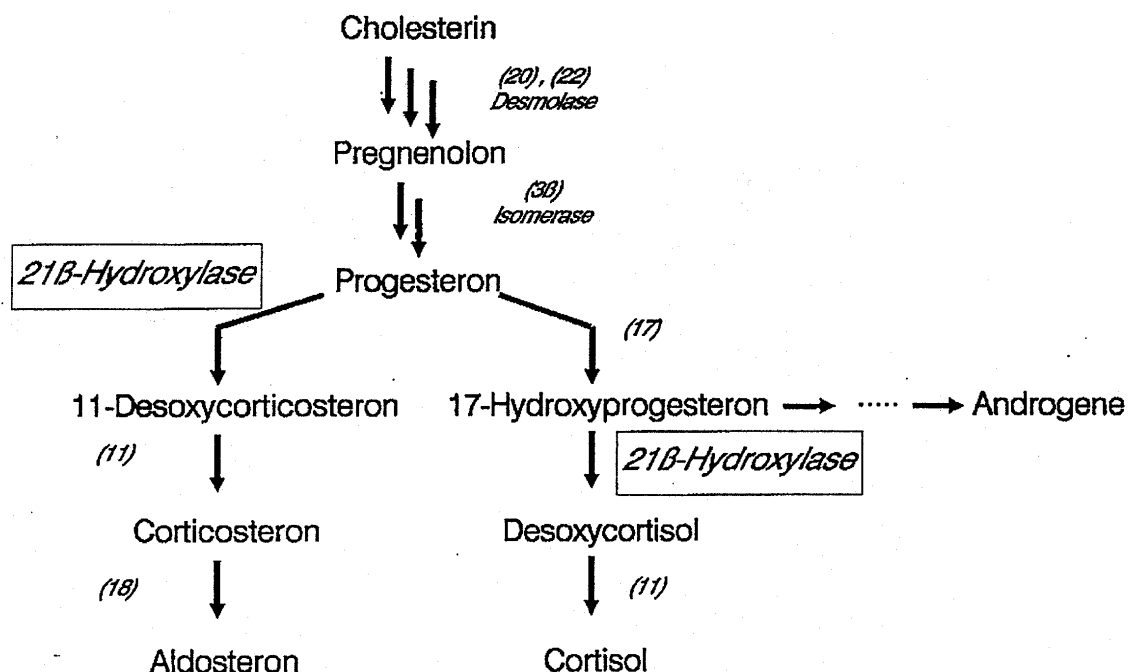 Cholesterin
(20), (22)
Desmolase
Pregnenolon
(3ß)
Isomerase
21ß-Hydroxylase
Progesteron
(17)
11-Desoxycorticosteron
17-Hydroxyprogesteron
.....
Androgene
(11)
21ß-Hydroxylase
Corticosteron
Desoxycortisol
(18)
(11)
Aldosteron
Cortisol